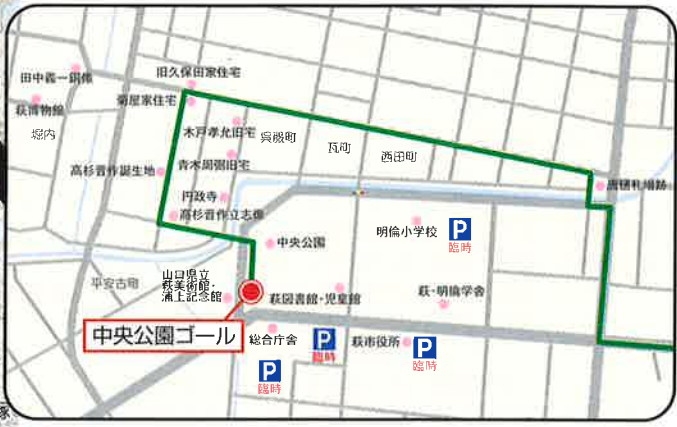 旧久保田家住宅
田中義一銅像
菊屋家住宅
萩博物館
堀内
木戸孝允旧宅
呉服町
瓦町
西田町
青木周弼旧宅
高杉晋作誕生地
唐樋札場跡
円政寺
高杉晋作立志像
明倫小学校
P
臨時
中央公園
平安古町
山口県立
萩美術館・
浦上記念館
萩図書館・児童館
萩・明倫学舎
中央公園ゴール
総合庁舎
P
臨時
萩市役所
P
臨時
P
臨時